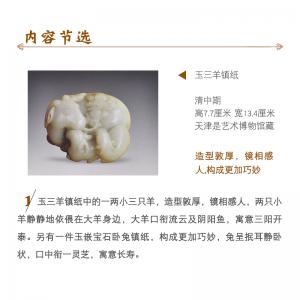 内容节选
玉三羊镇纸
清中期
高7.7厘米 宽13.4厘米
天津是艺术博物馆藏
造型敦厚，镜相感
人,构成更加巧妙
1 玉三羊镇纸中的一两小三只羊，造型敦厚，镜相感人，两只小
羊静静地依偎在大羊身边，大羊口衔流云及阴阳鱼，寓意三阳开
泰。另有一件玉嵌宝石卧兔镇纸，构成更加巧妙，兔呈抿耳静卧
状，口中衔一灵芝，寓意长寿。